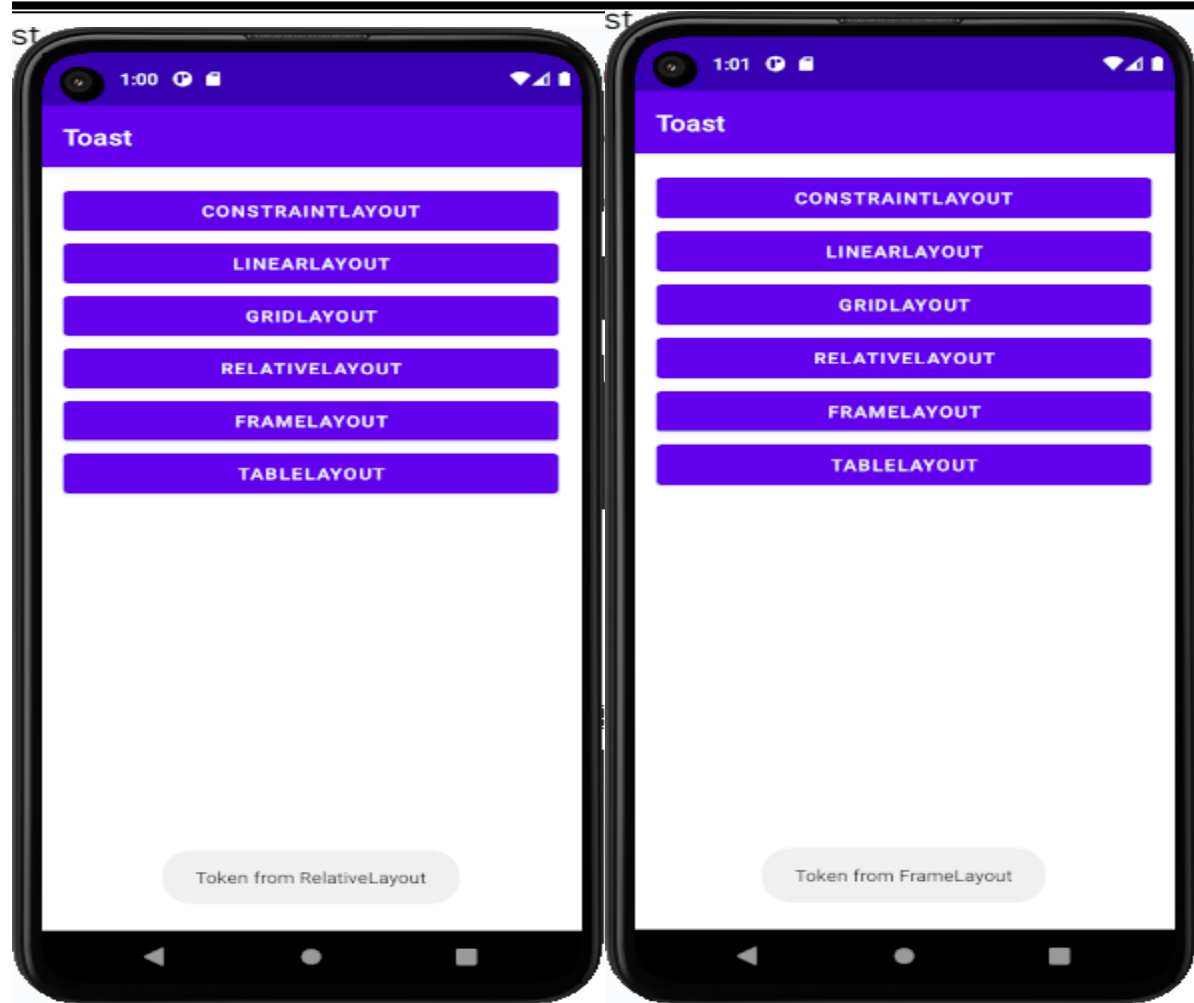 st
1:00
Toast
CONSTRAINTLAYOUT
LINEARLAYOUT
GRIDLAYOUT
RELATIVELAYOUT
FRAMELAYOUT
TABLELAYOUT
Token from RelativeLayout
st
1:01
Toast
CONSTRAINTLAYOUT
LINEARLAYOUT
GRIDLAYOUT
RELATIVELAYOUT
FRAMELAYOUT
TABLELAYOUT
Token from FrameLayout